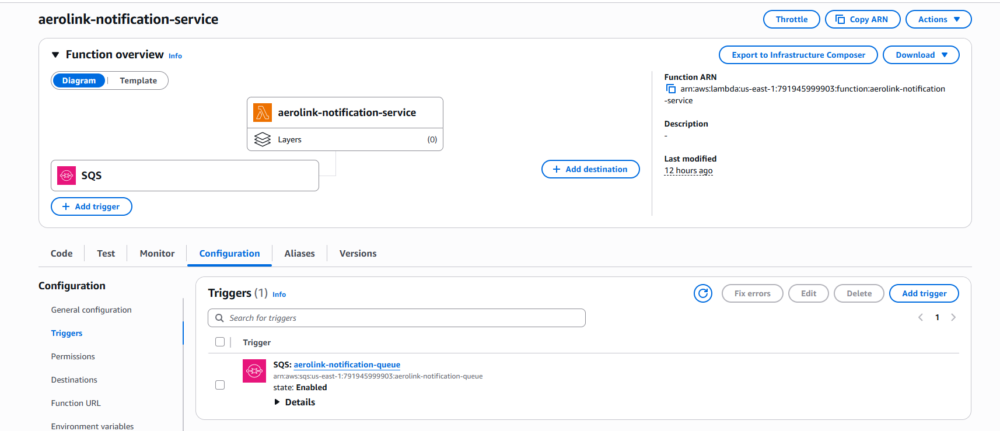 aerolink-notification-service
Throttle
Copy ARN
Actions
Function overview Info
Export to Infrastructure Composer
Download
Diagram
Template
aerolink-notification-service
Layers
(0)
SQS
Add trigger
Add destination
Function ARN
arn:aws:lambda:us-east-1:791945999903:function:aerolink-notification
-service
Description
-
Last modified
12 hours ago
Code
Test
Monitor
Configuration
Aliases
Versions
Configuration
General configuration
Triggers
Permissions
Destinations
Function URL
Environment variables
Triggers (1) Info
Fix errors
Edit
Delete
Add trigger
Search for triggers
1
Trigger
SQS: aerolink-notification-queue
arn:aws:sqs:us-east-1:791945999903:aerolink-notification-queue
state: Enabled
Details